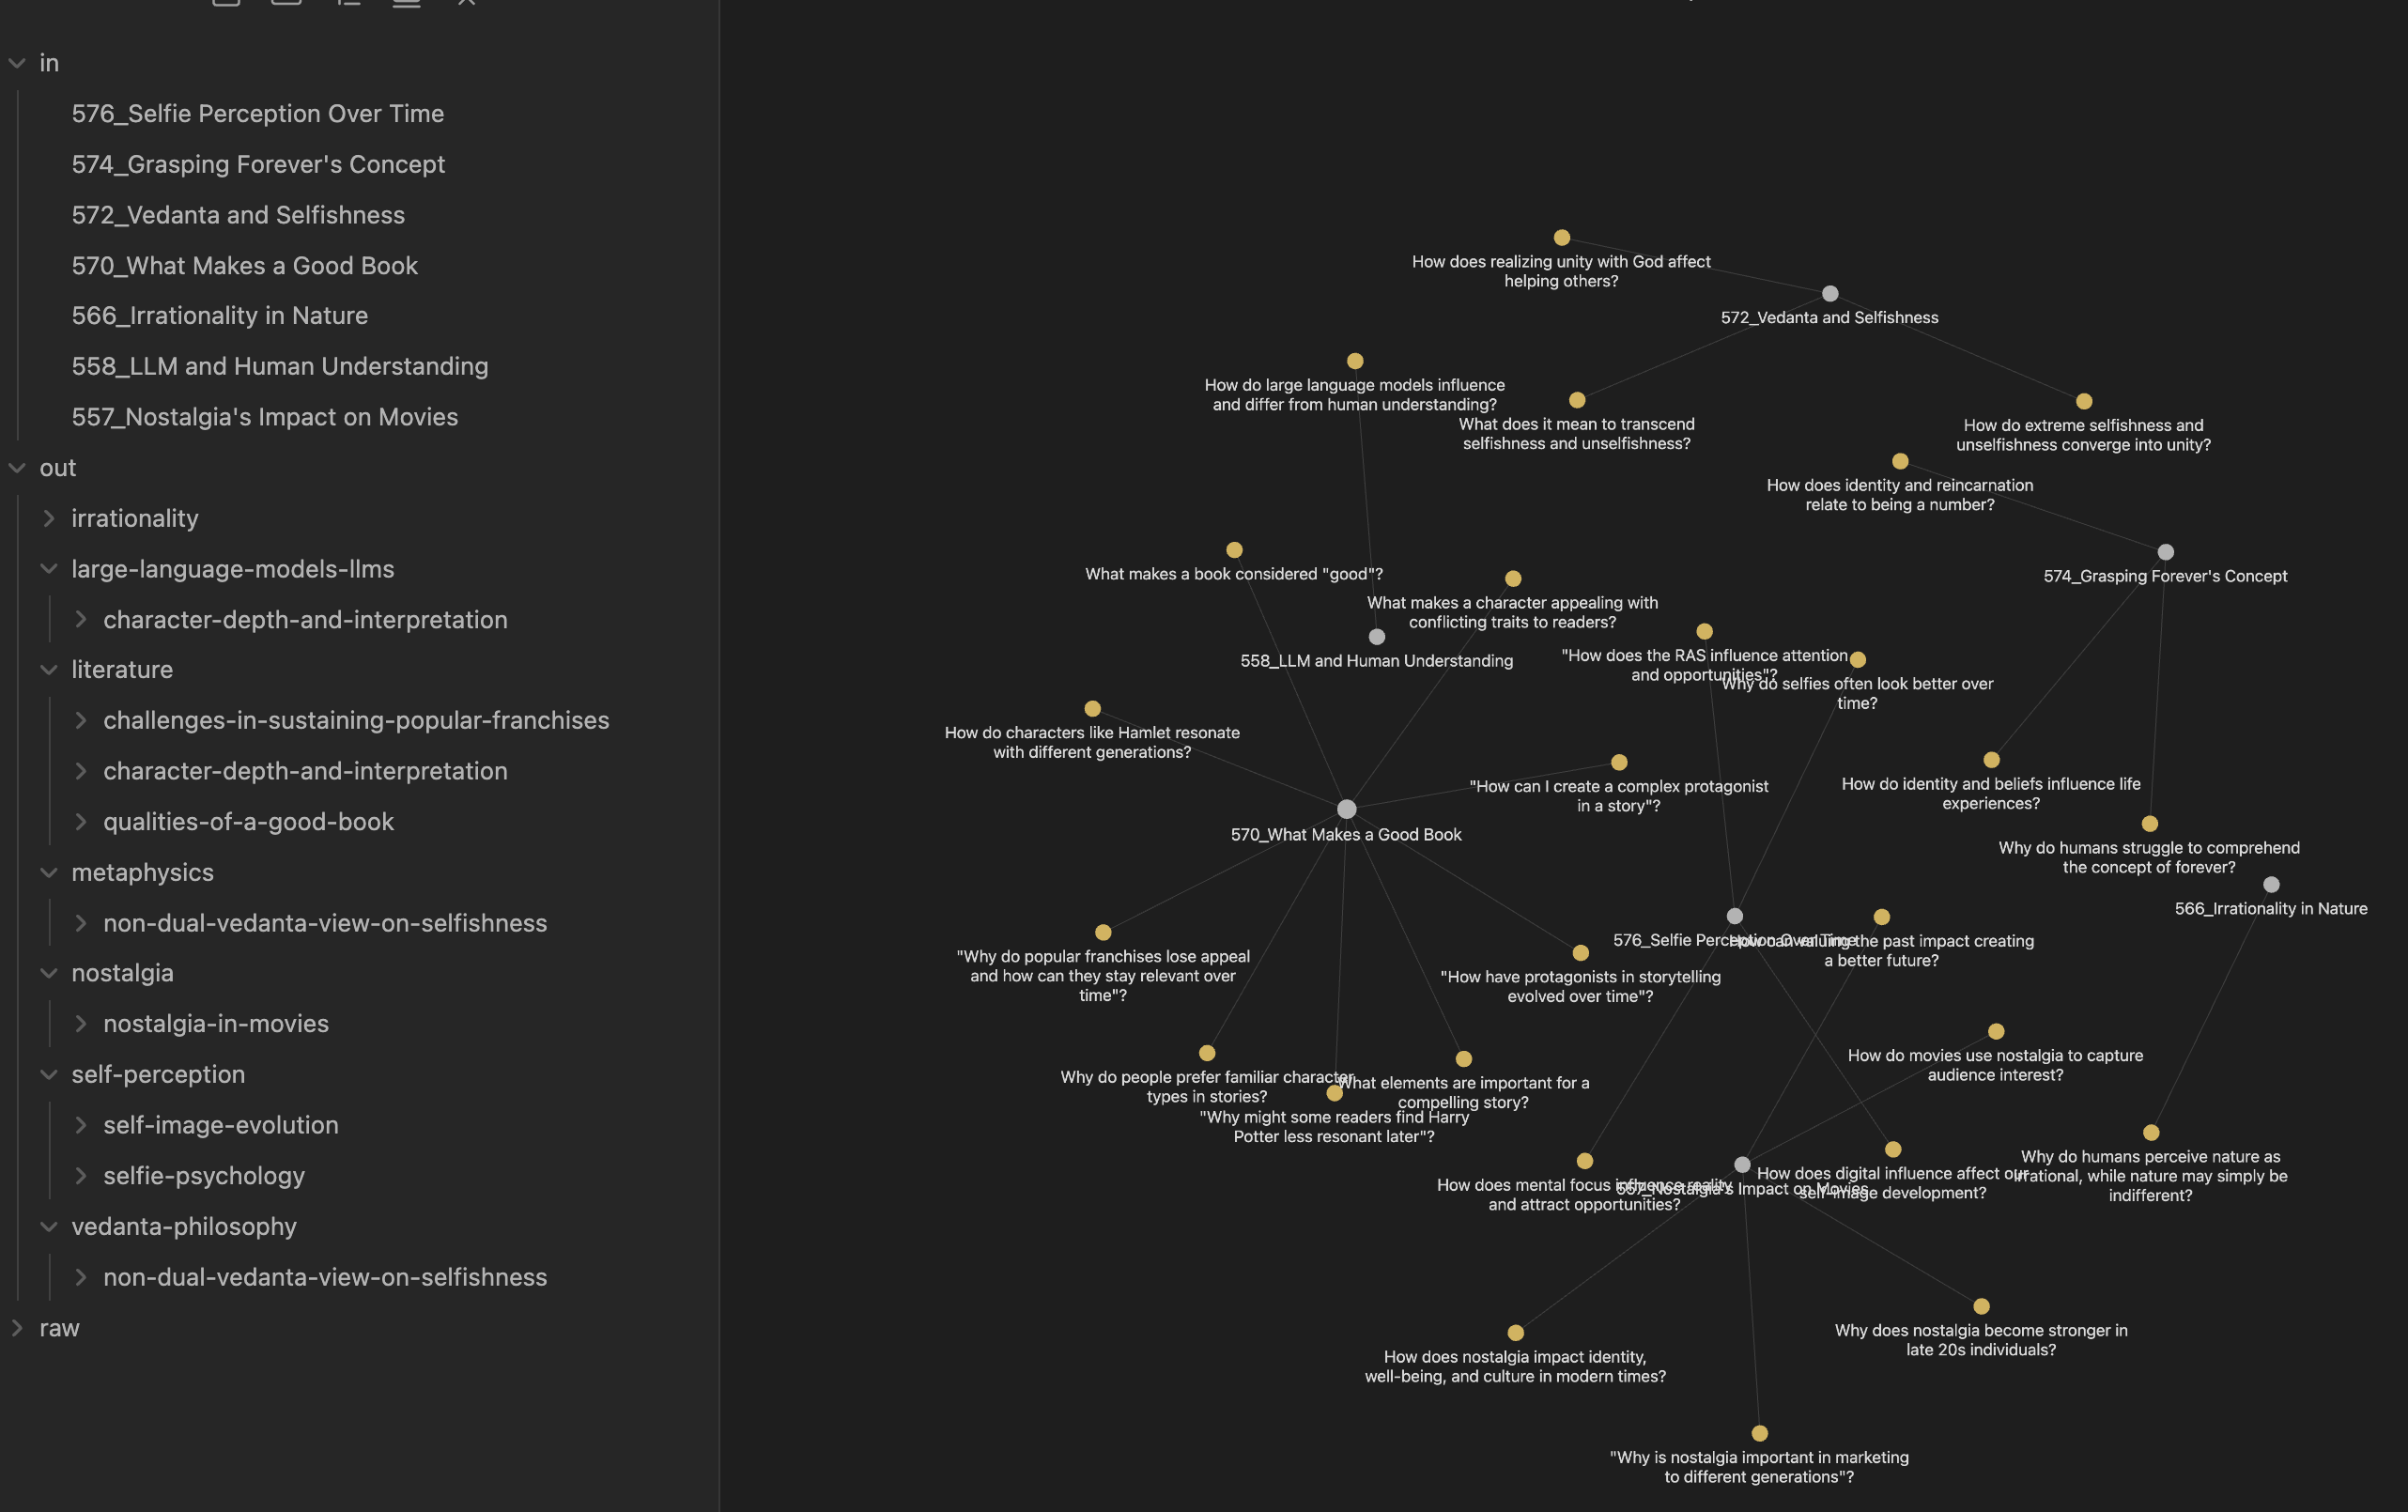 in
576_Selfie Perception Over Time
574_Grasping Forever's Concept
572_Vedanta and Selfishness
570_What Makes a Good Book
566_Irrationality in Nature
558_LLM and Human Understanding
557_Nostalgia's Impact on Movies
out
irrationality
large-language-models-llms
character-depth-and-interpretation
literature
challenges-in-sustaining-popular-franchises
character-depth-and-interpretation
qualities-of-a-good-book
metaphysics
non-dual-vedanta-view-on-selfishness
nostalgia
nostalgia-in-movies
self-perception
self-image-evolution
selfie-psychology
vedanta-philosophy
non-dual-vedanta-view-on-selfishness
raw
How does realizing unity with God affect
helping others?
572_Vedanta and Selfishness
How do large language models influence
and differ from human understanding?
What does it mean to transcend
selfishness and unselfishness?
How do extreme selfishness and
unselfishness converge into unity?
How does identity and reincarnation
relate to being a number?
574_Grasping Forever's Concept
What makes a book considered "good"?
What makes a character appealing with
conflicting traits to readers?
558_LLM and Human Understanding
"How does the RAS influence attention
and opportunities"?
Why do selfies often look better over
time?
How do characters like Hamlet resonate
with different generations?
"How can I create a complex protagonist
in a story"?
570_What Makes a Good Book
How do identity and beliefs influence life
experiences?
Why do humans struggle to comprehend
the concept of forever?
566_Irrationality in Nature
576_Selfie Perception Over Time
How can valuing the past impact creating
a better future?
"Why do popular franchises lose appeal
and how can they stay relevant over
time"?
"How have protagonists in storytelling
evolved over time"?
How do movies use nostalgia to capture
audience interest?
Why do people prefer familiar character
types in stories?
What elements are important for a
compelling story?
"Why might some readers find Harry
Potter less resonant later"?
How does mental focus influence reality
and attract opportunities?
557_Nostalgia's Impact on Movies
How does digital influence affect our
self-image development?
Why do humans perceive nature as
irrational, while nature may simply be
indifferent?
How does nostalgia impact identity,
well-being, and culture in modern times?
Why does nostalgia become stronger in
late 20s individuals?
"Why is nostalgia important in marketing
to different generations"?